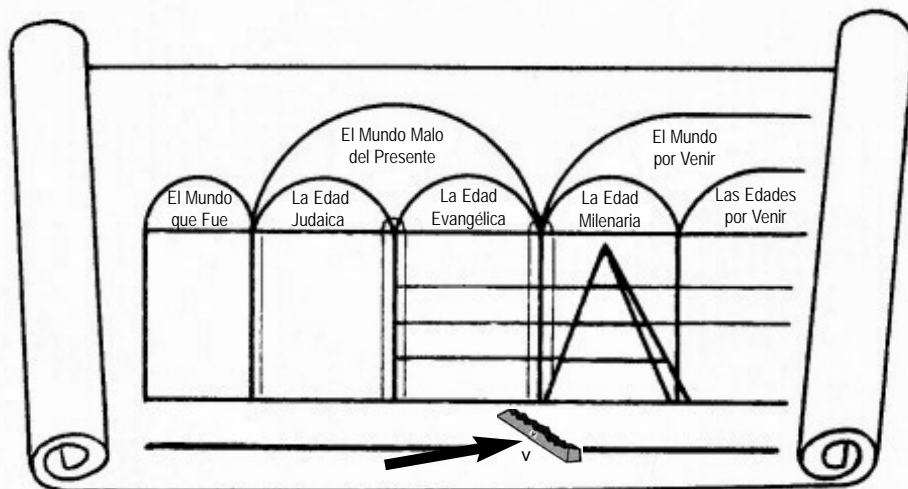 El Mundo Malo
del Presente
El Mundo
por Venir
El Mundo
que Fue
La Edad
Judaica
La Edad
Evangélica
La Edad
Milenaria
Las Edades
por Venir
v
v